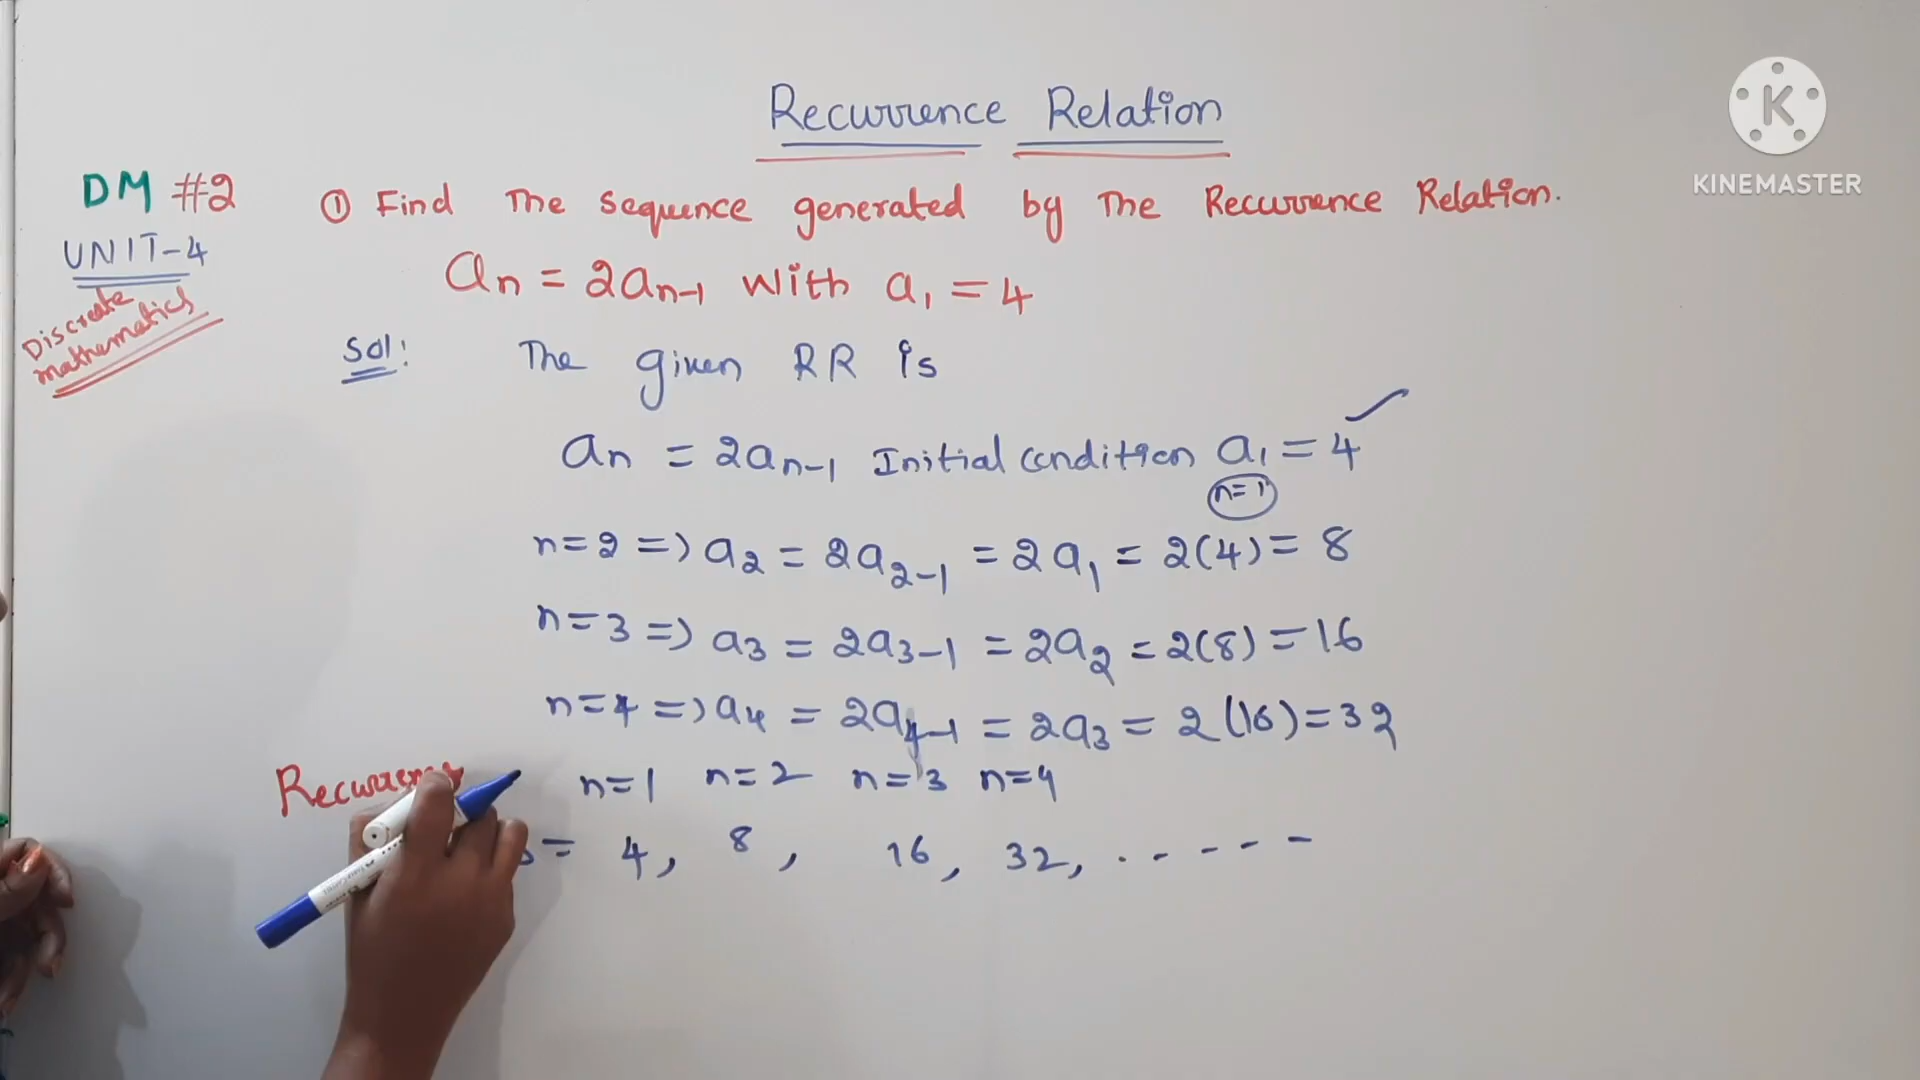 Recurrence Relation
KINEMASTER
DM #2
UNIT-4
Discreate
mathematics
① Find The Sequence generated by The Recurrence Relation.
an = 2an-1 with a1 = 4
Sol: The given RR is
an = 2an-1 Initial condition a1 = 4
n=1
n=2 => a2 = 2a2-1 = 2a1 = 2(4) = 8
n=3 => a3 = 2a3-1 = 2a2 = 2(8) = 16
n=4 => a4 = 2a4-1 = 2a3 = 2(16) = 32
n=1 n=2 n=3 n=4
= 4, 8, 16, 32, . - - - -